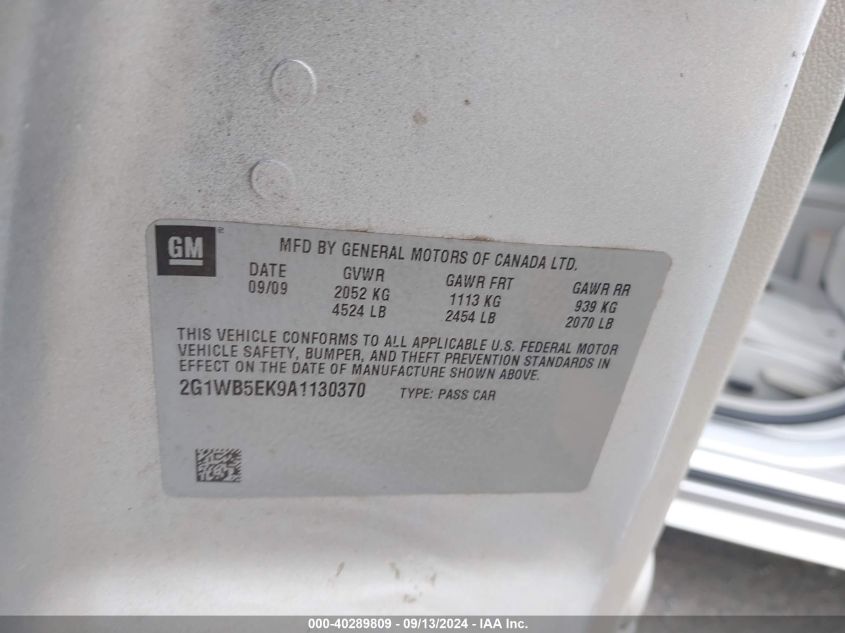 GM
MFD BY GENERAL MOTORS OF CANADA LTD.
DATE GVWR GAWR FRT GAWR RR
09/09 2052 KG 1113 KG 939 KG
4524 LB 2454 LB 2070 LB
THIS VEHICLE CONFORMS TO ALL APPLICABLE U.S. FEDERAL MOTOR
VEHICLE SAFETY, BUMPER, AND THEFT PREVENTION STANDARDS IN
EFFECT ON THE DATE OF MANUFACTURE SHOWN ABOVE.
2G1WB5EK9A1130370 TYPE: PASS CAR
000-40289809 - 09/13/2024 - IAA Inc.